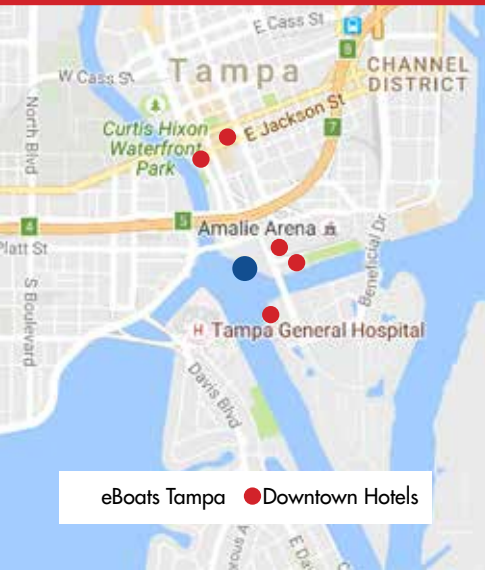 E Cass St
8
W Cass St
Tampa
CHANNEL
DISTRICT
North Blvd
E Jackson St
Curtis Hixon
Waterfront
Park
7
4
5
Amalie Arena
Platt St
Beneficial Dr
S Boulevard
H
Tampa General Hospital
Davis Blvd
eBoats Tampa
Downtown Hotels